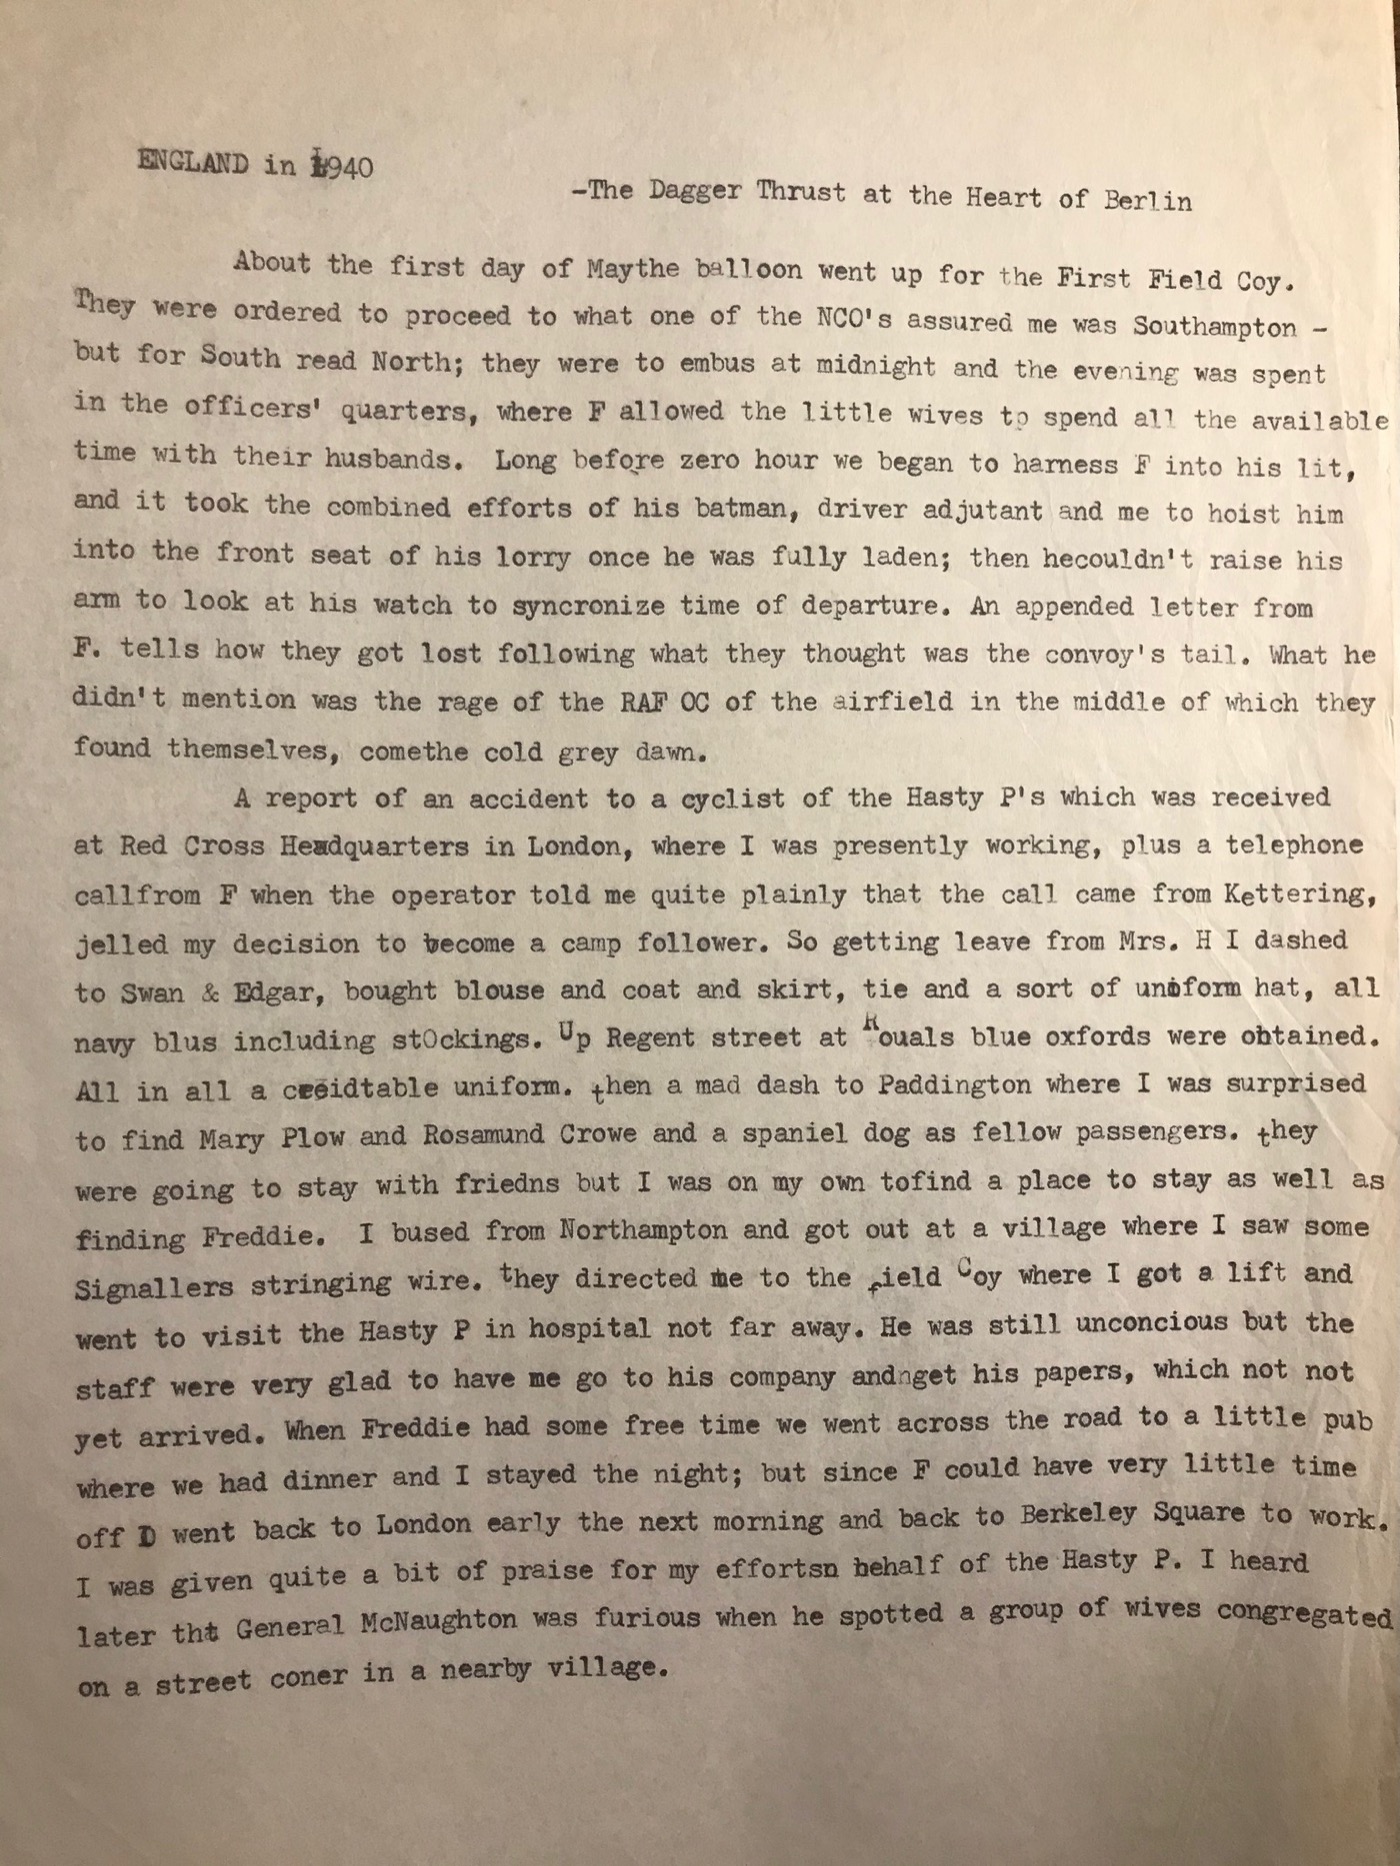 ENGLAND in 1940
-The Dagger Thrust at the Heart of Berlin
About the first day of Maythe balloon went up for the First Field Coy.
They were ordered to proceed to what one of the NCO's assured me was Southampton -
but for South read North; they were to embus at midnight and the evening was spent
in the officers' quarters, where F allowed the little wives to spend all the available
time with their husbands. Long before zero hour we began to harness F into his lit,
and it took the combined efforts of his batman, driver adjutant and me to hoist him
into the front seat of his lorry once he was fully laden; then hecouldn't raise his
arm to look at his watch to syncronize time of departure. An appended letter from
F. tells how they got lost following what they thought was the convoy's tail. What he
didn't mention was the rage of the RAF OC of the airfield in the middle of which they
found themselves, comethe cold grey dawn.
A report of an accident to a cyclist of the Hasty P's which was received
at Red Cross Headquarters in London, where I was presently working, plus a telephone
callfrom F when the operator told me quite plainly that the call came from Kettering,
jelled my decision to become a camp follower. So getting leave from Mrs. H I dashed
to Swan & Edgar, bought blouse and coat and skirt, tie and a sort of uniform hat, all
navy blus including stOckings. Up Regent street at Rouals blue oxfords were obtained.
All in all a creidtable uniform. then a mad dash to Paddington where I was surprised
to find Mary Plow and Rosamund Crowe and a spaniel dog as fellow passengers. they
were going to stay with friedns but I was on my own tofind a place to stay as well as
finding Freddie. I bused from Northampton and got out at a village where I saw some
Signallers stringing wire. they directed me to the field Coy where I got a lift and
went to visit the Hasty P in hospital not far away. He was still unconcious but the
staff were very glad to have me go to his company andnget his papers, which not not
yet arrived. When Freddie had some free time we went across the road to a little pub
where we had dinner and I stayed the night; but since F could have very little time
off I went back to London early the next morning and back to Berkeley Square to work.
I was given quite a bit of praise for my effortsn behalf of the Hasty P. I heard
later tht General McNaughton was furious when he spotted a group of wives congregated
on a street coner in a nearby village.